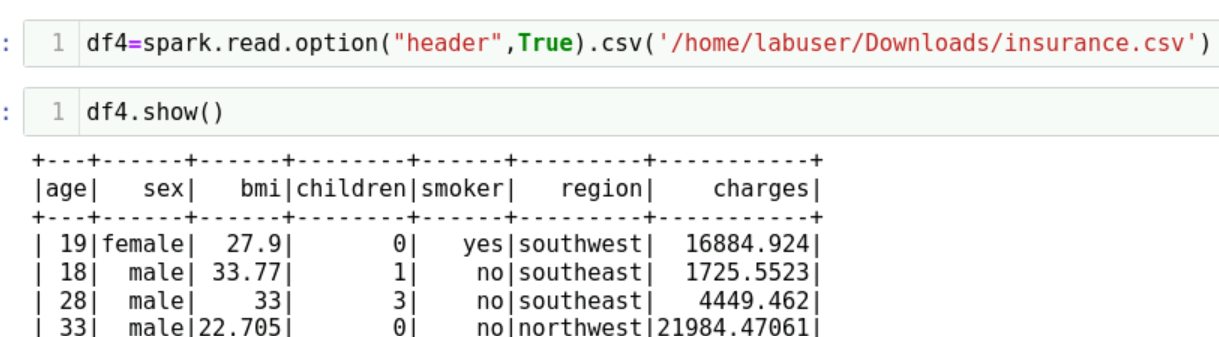 : 1 df4=spark.read.option("header",True).csv('/home/labuser/Downloads/insurance.csv')
: 1 df4.show()
+---+------+------+--------+------+---------+-----------+
|age|   sex|   bmi|children|smoker|   region|    charges|
+---+------+------+--------+------+---------+-----------+
| 19|female|  27.9|       0|   yes|southwest|  16884.924|
| 18|  male| 33.77|       1|    no|southeast|  1725.5523|
| 28|  male|    33|       3|    no|southeast|   4449.462|
| 33|  male|22.705|       0|    no|northwest|21984.47061|